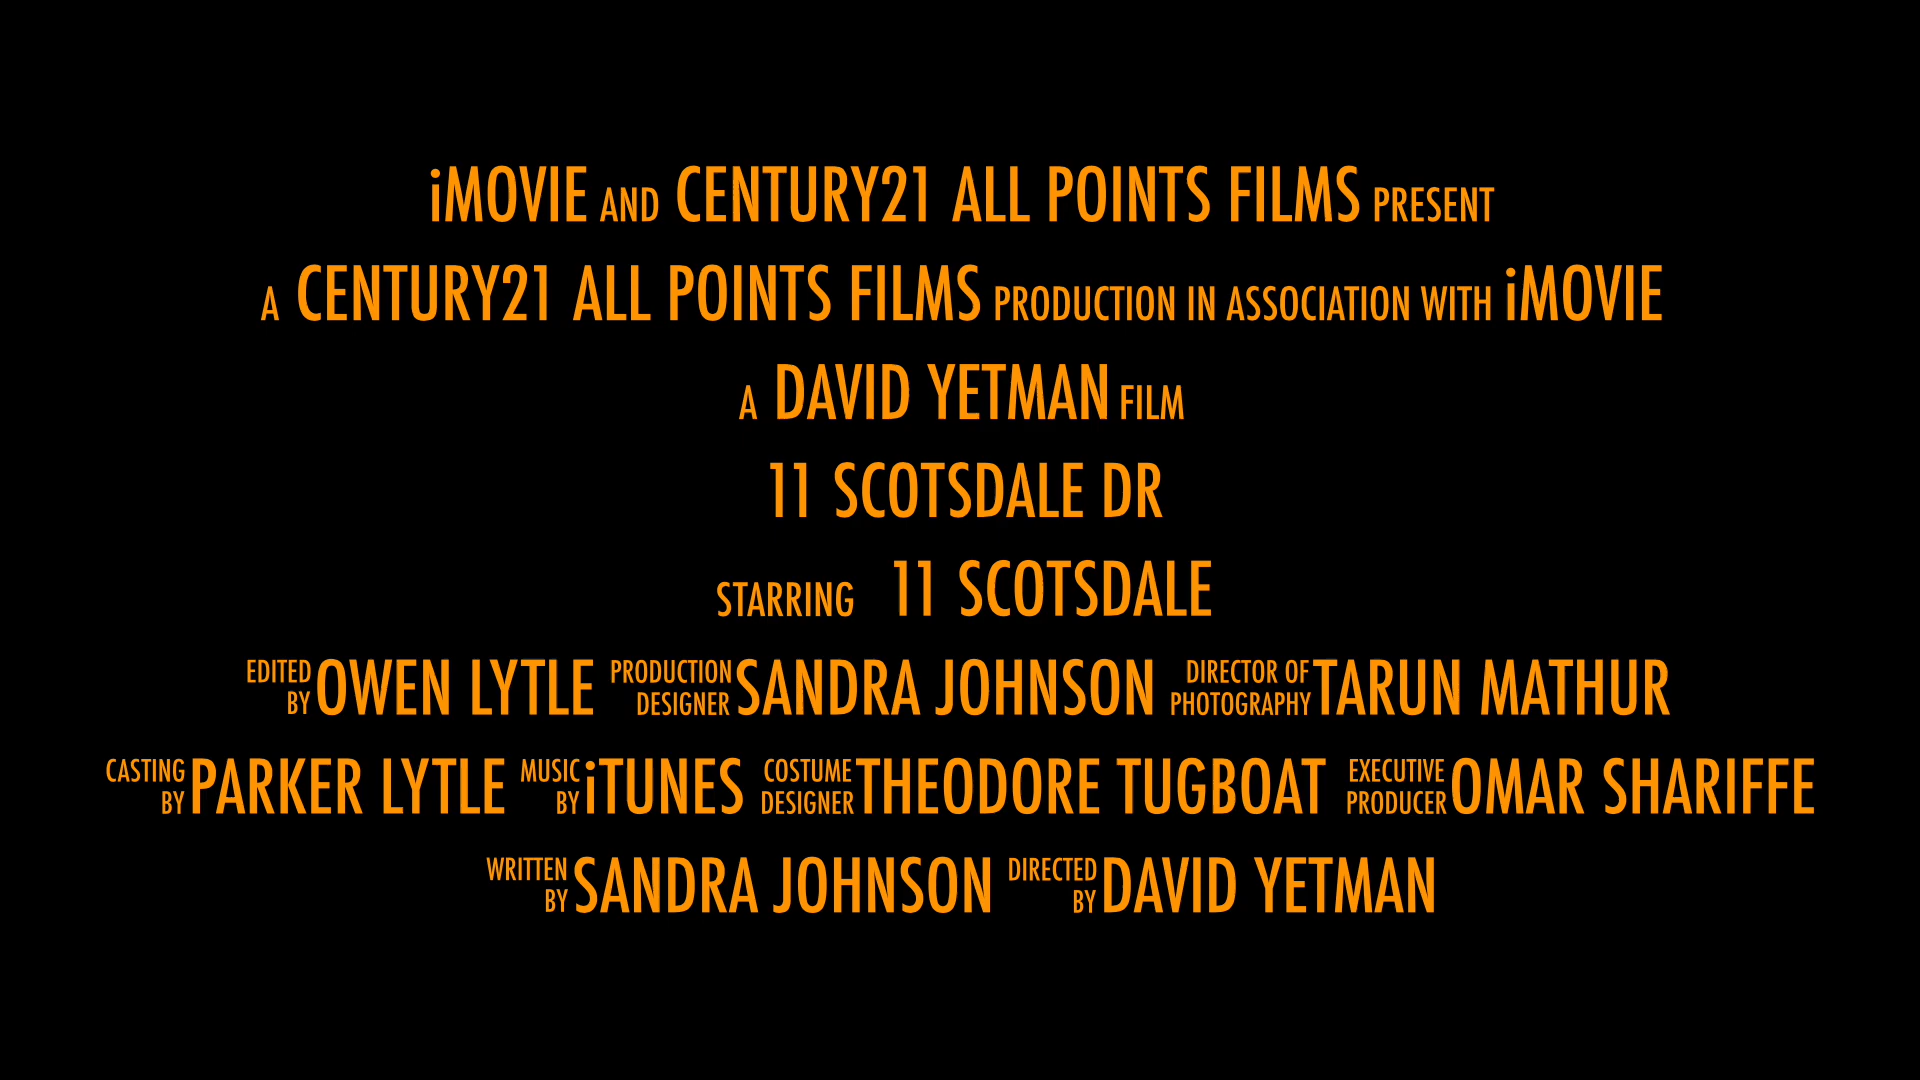 iMOVIE AND CENTURY21 ALL POINTS FILMS PRESENT
A CENTURY21 ALL POINTS FILMS PRODUCTION IN ASSOCIATION WITH iMOVIE
A DAVID YETMAN FILM
11 SCOTSDALE DR
STARRING 11 SCOTSDALE
EDITED BY OWEN LYTLE PRODUCTION DESIGNER SANDRA JOHNSON DIRECTOR OF PHOTOGRAPHY TARUN MATHUR
CASTING BY PARKER LYTLE MUSIC BY iTUNES COSTUME DESIGNER THEODORE TUGBOAT EXECUTIVE PRODUCER OMAR SHARIFFE
WRITTEN BY SANDRA JOHNSON DIRECTED BY DAVID YETMAN